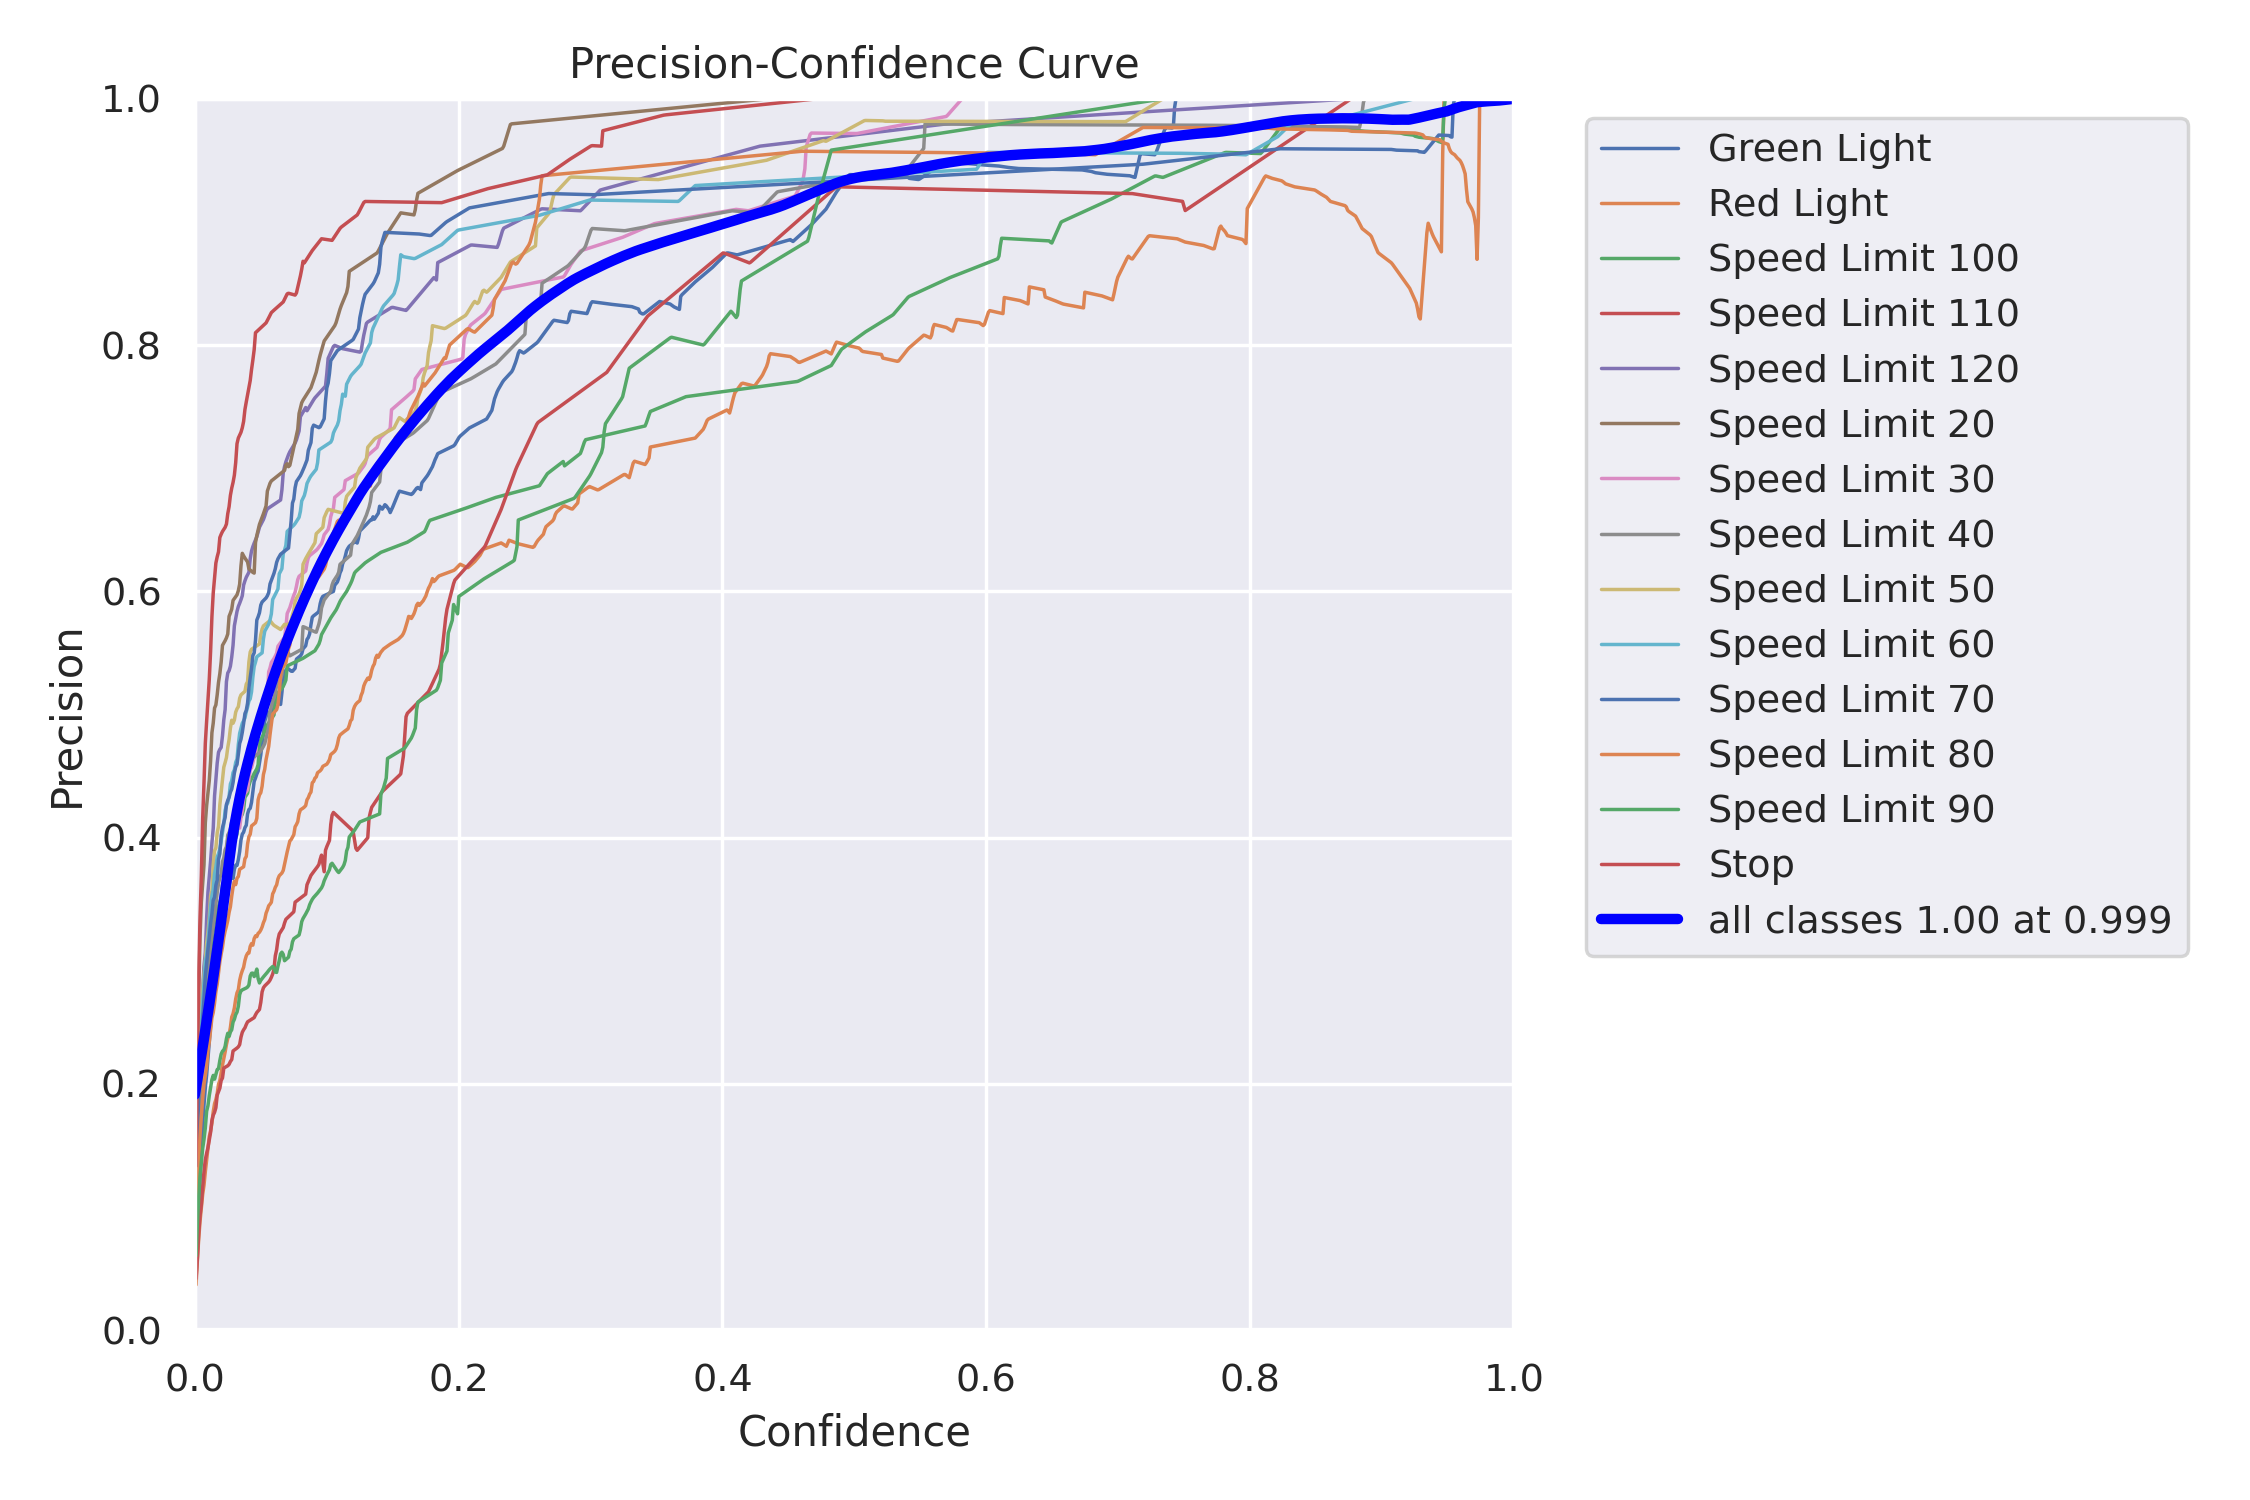 Precision-Confidence Curve
1.0
0.8
0.6
0.4
0.2
0.0
Precision
0.0 0.2 0.4 0.6 0.8 1.0
Confidence
Green Light
Red Light
Speed Limit 100
Speed Limit 110
Speed Limit 120
Speed Limit 20
Speed Limit 30
Speed Limit 40
Speed Limit 50
Speed Limit 60
Speed Limit 70
Speed Limit 80
Speed Limit 90
Stop
all classes 1.00 at 0.999